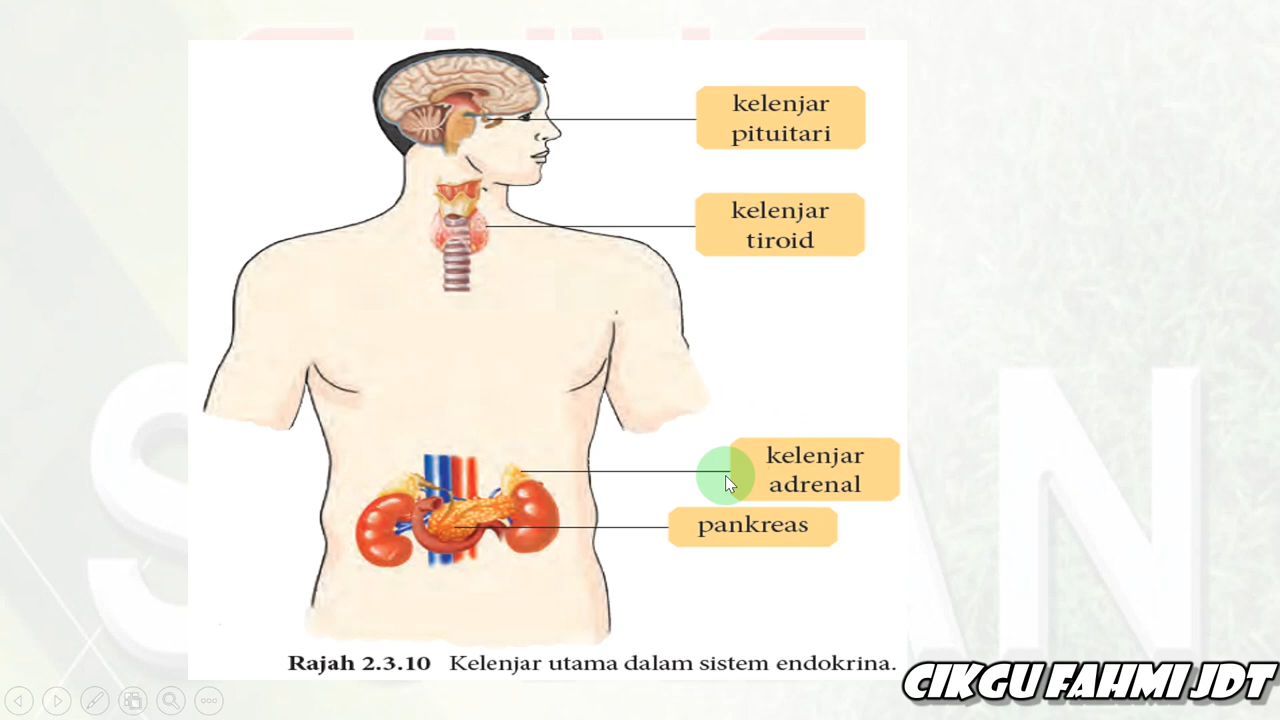 kelenjar
pituitari
kelenjar
tiroid
kelenjar
adrenal
pankreas
Rajah 2.3.10 Kelenjar utama dalam sistem endokrina.
CIKGU FAHMI JDT